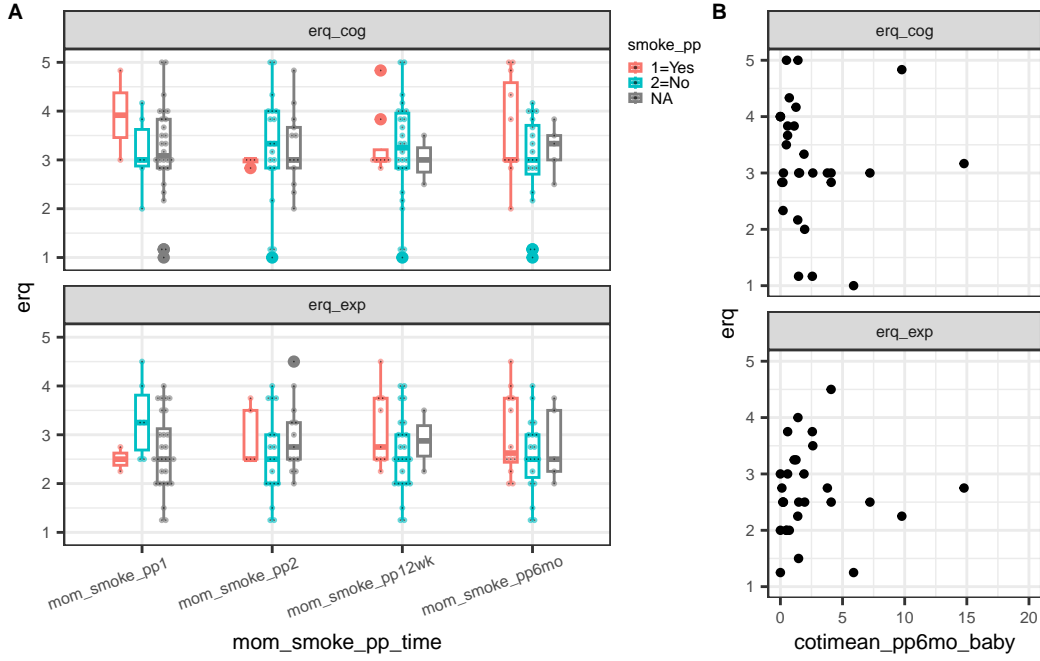 A
erq_cog
5
4
3
2
1
erq_exp
5
4
3
2
1
erq
mom_smoke_pp1
mom_smoke_pp2
mom_smoke_pp12wk
mom_smoke_pp6mo
mom_smoke_pp_time
smoke_pp
1=Yes
2=No
NA
B
erq_cog
5
4
3
2
1
erq_exp
5
4
3
2
1
erq
0 5 10 15 20
cotimean_pp6mo_baby